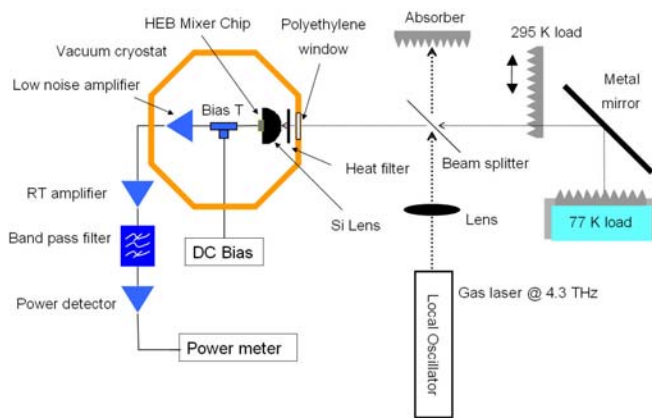 HEB Mixer Chip
Polyethylene
window
Absorber
295 K load
Vacuum cryostat
Metal
mirror
Low noise amplifier
Bias T
Heat filter
Beam splitter
RT amplifier
Si Lens
Lens
77 K load
Band pass filter
DC Bias
Gas laser @ 4.3 THz
Local Oscillator
Power detector
Power meter